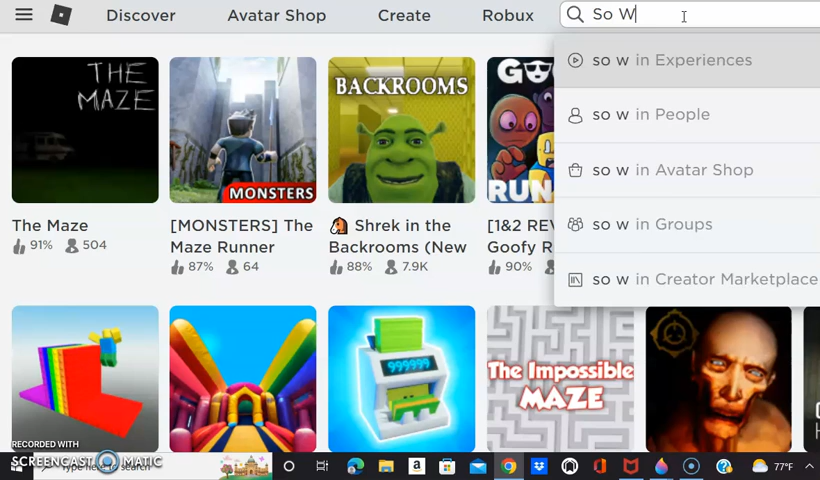 Discover Avatar Shop Create Robux So W
so w in Experiences
so w in People
so w in Avatar Shop
so w in Groups
so w in Creator Marketplace
THE
MAZE
MONSTERS
BACKROOMS
GO
RUN
The Maze
91% 504
[MONSTERS] The
Maze Runner
87% 64
Shrek in the
Backrooms (New
88% 7.9K
[1&2 REV
Goofy R
90%
999999
The Impossible
MAZE
RECORDED WITH
SCREENCAST MATIC
77°F